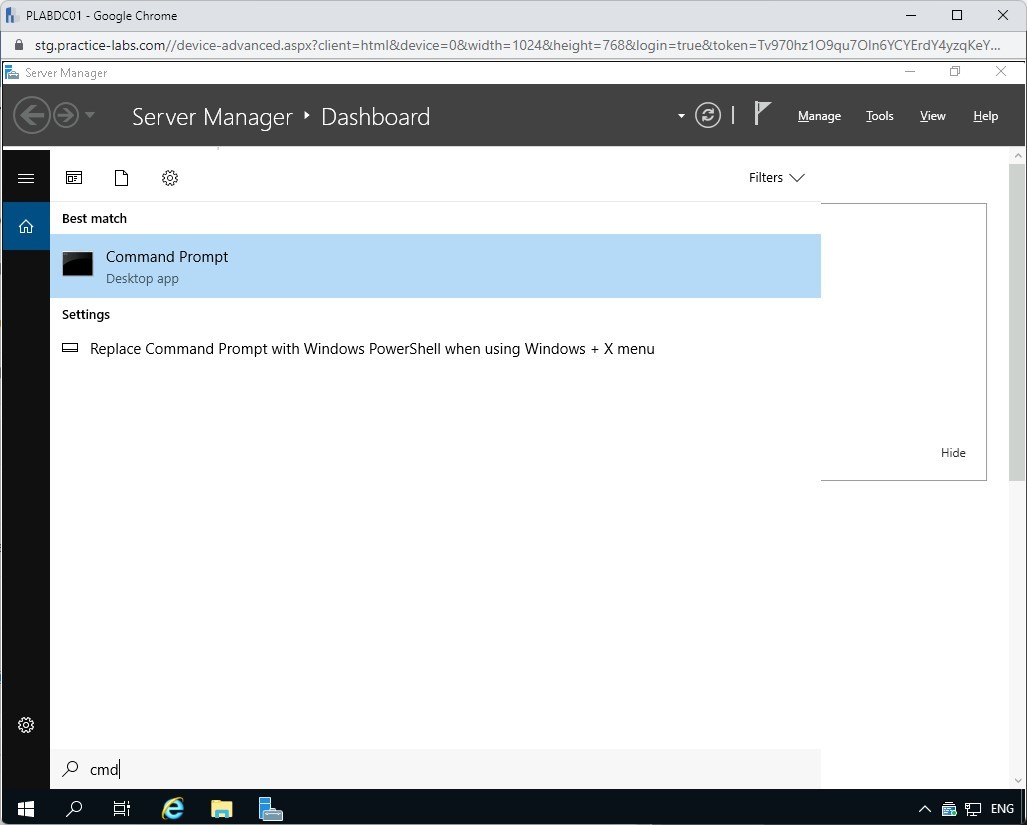 PLABDC01 - Google Chrome
stg.practice-labs.com//device-advanced.aspx?client=html&device=0&width=1024&height=768&login=true&token=Tv970hz1O9qu7OIn6YCYErdY4yzqKeY...
Server Manager
Server Manager Dashboard
Manage Tools View Help
Filters
Best match
Command Prompt
Desktop app
Settings
Replace Command Prompt with Windows PowerShell when using Windows + X menu
Hide
cmd
ENG